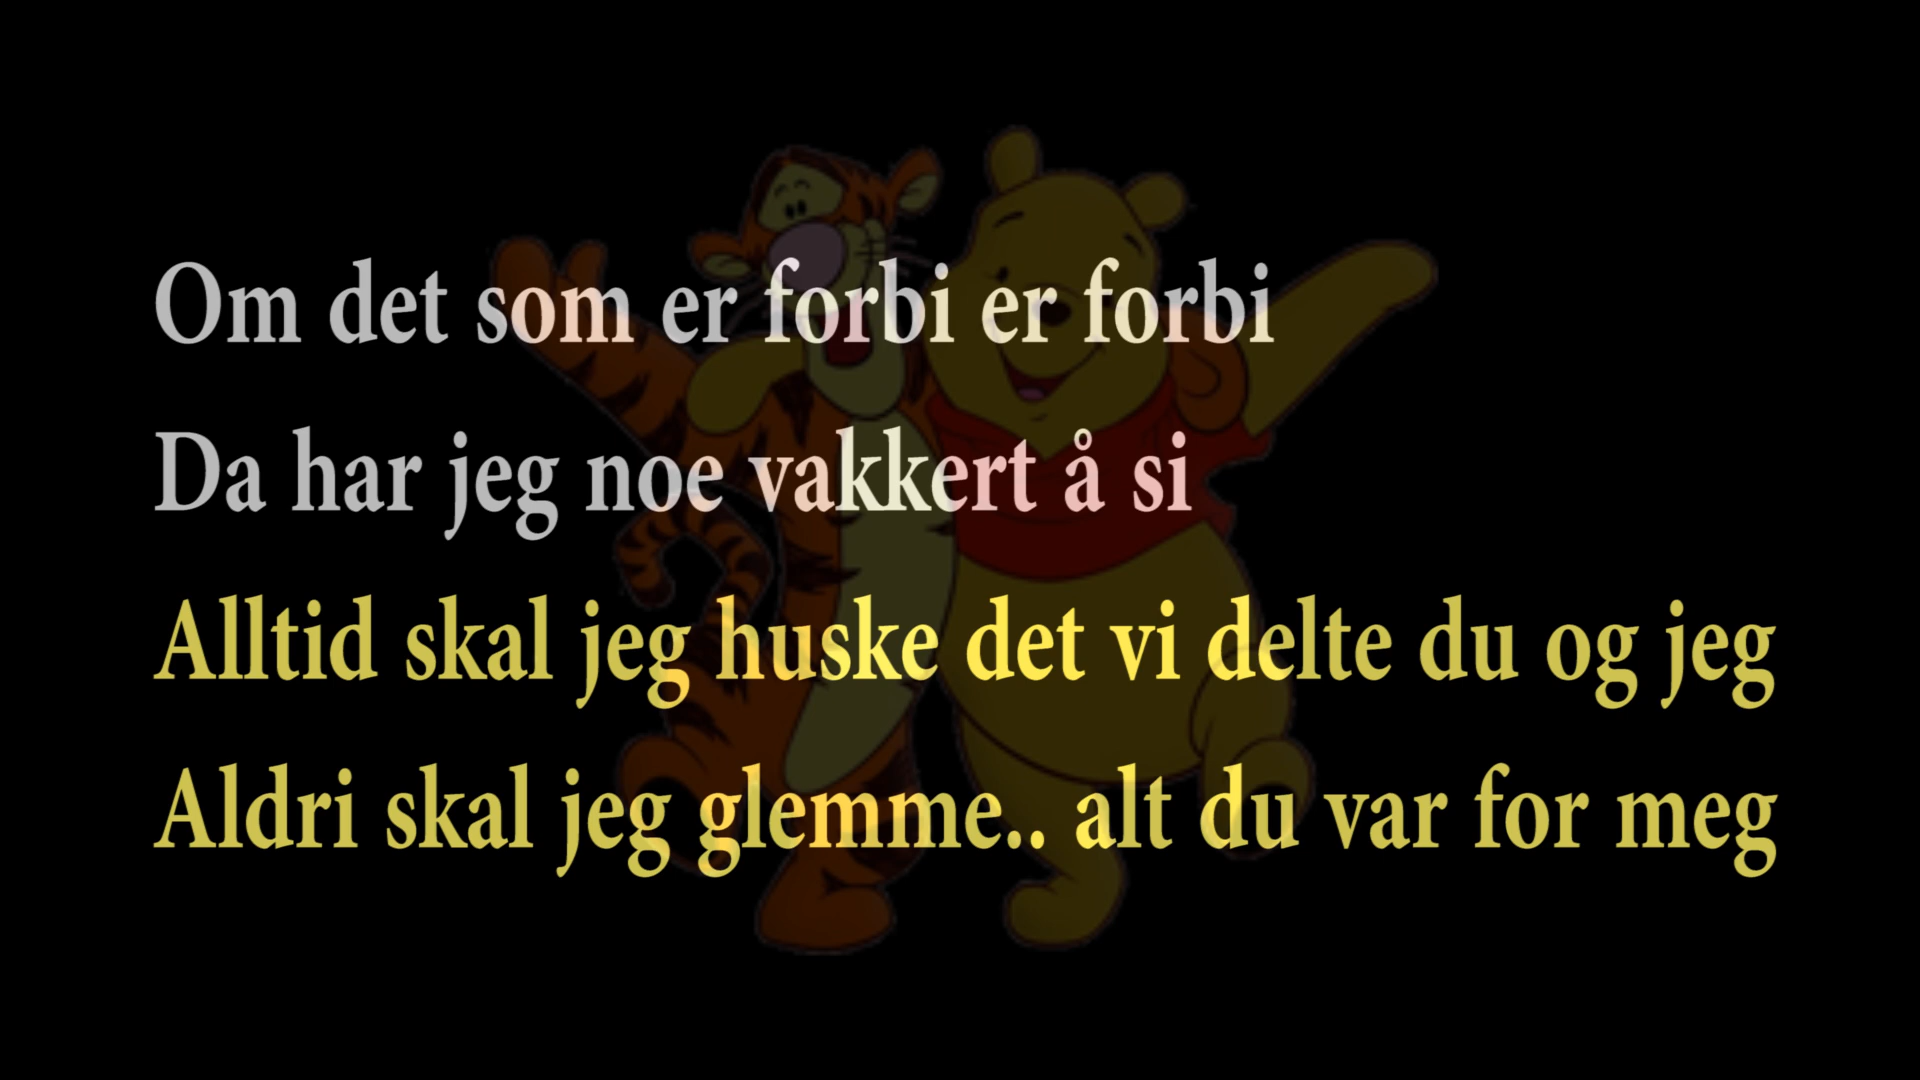 Om det som er forbi er forbi
Da har jeg noe vakkert å si
Alltid skal jeg huske det vi delte du og jeg
Aldri skal jeg glemme.. alt du var for meg